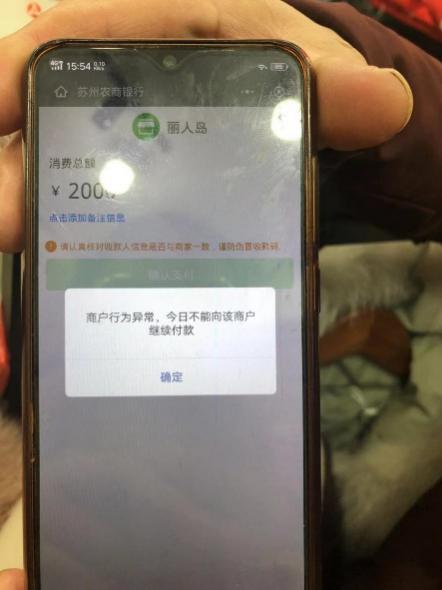 4G 15:54 0.10
苏州农商银行
丽人岛
消费总额
¥ 200
点击添加备注信息
! 请认真核对收款人信息是否与商家一致，谨防伪冒收款码
确认支付
商户行为异常，今日不能向该商户
继续付款
确定